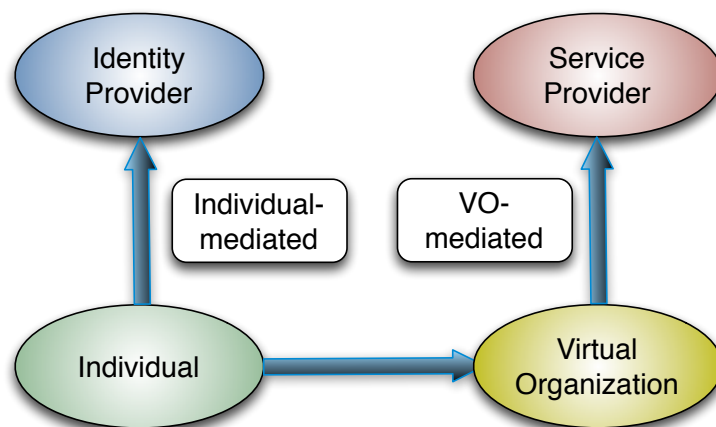 Identity
Provider
Service
Provider
Individual-
mediated
VO-
mediated
Individual
Virtual
Organization